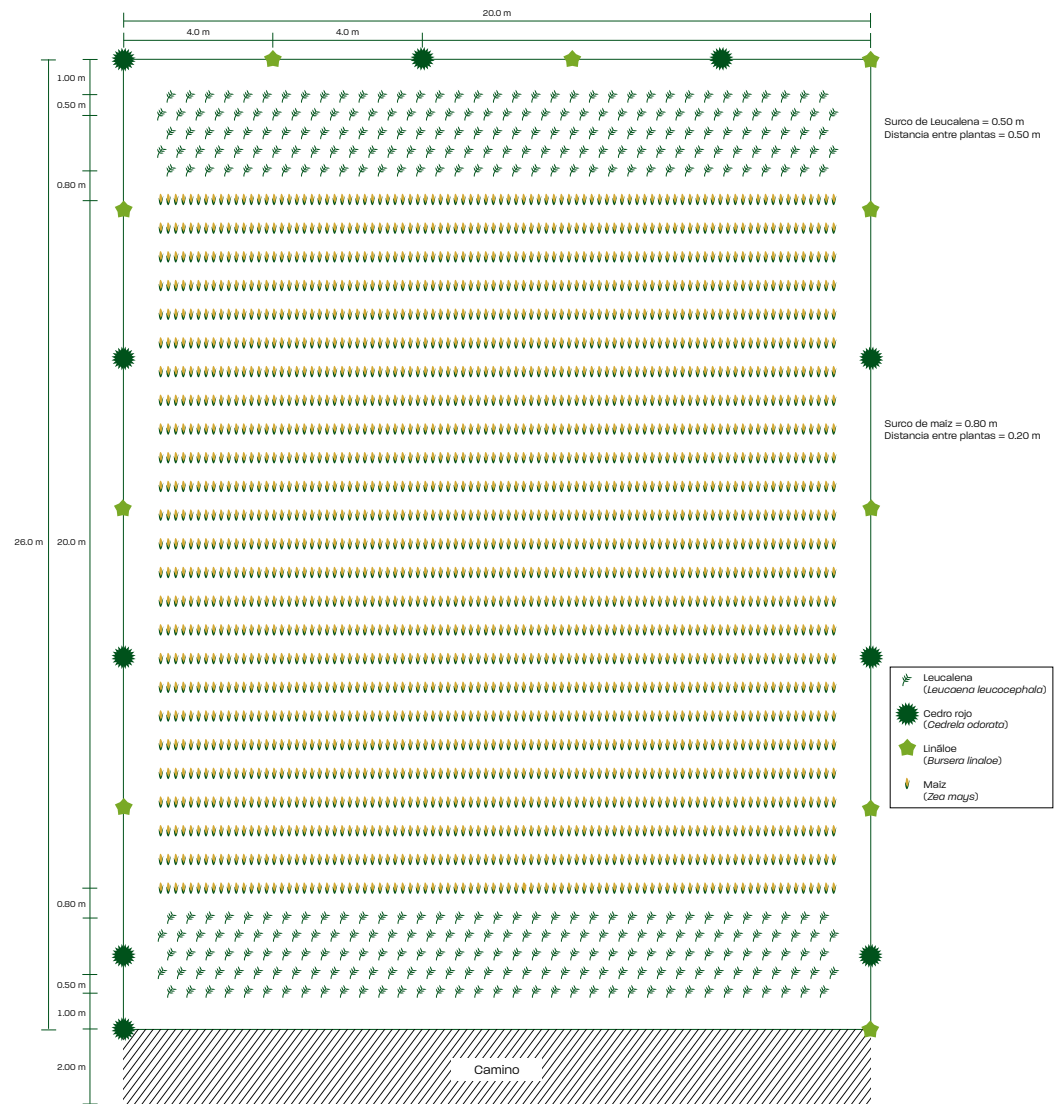 20.0 m
4.0 m
4.0 m
1.00 m
0.50 m
0.80 m
26.0 m
20.0 m
0.80 m
0.50 m
1.00 m
2.00 m
Surco de Leucalena = 0.50 m
Distancia entre plantas = 0.50 m
Surco de maíz = 0.80 m
Distancia entre plantas = 0.20 m
Leucalena
(Leucaena leucocephala)
Cedro rojo
(Cedrela odorata)
Lináloe
(Bursera linaloe)
Maíz
(Zea mays)
Camino